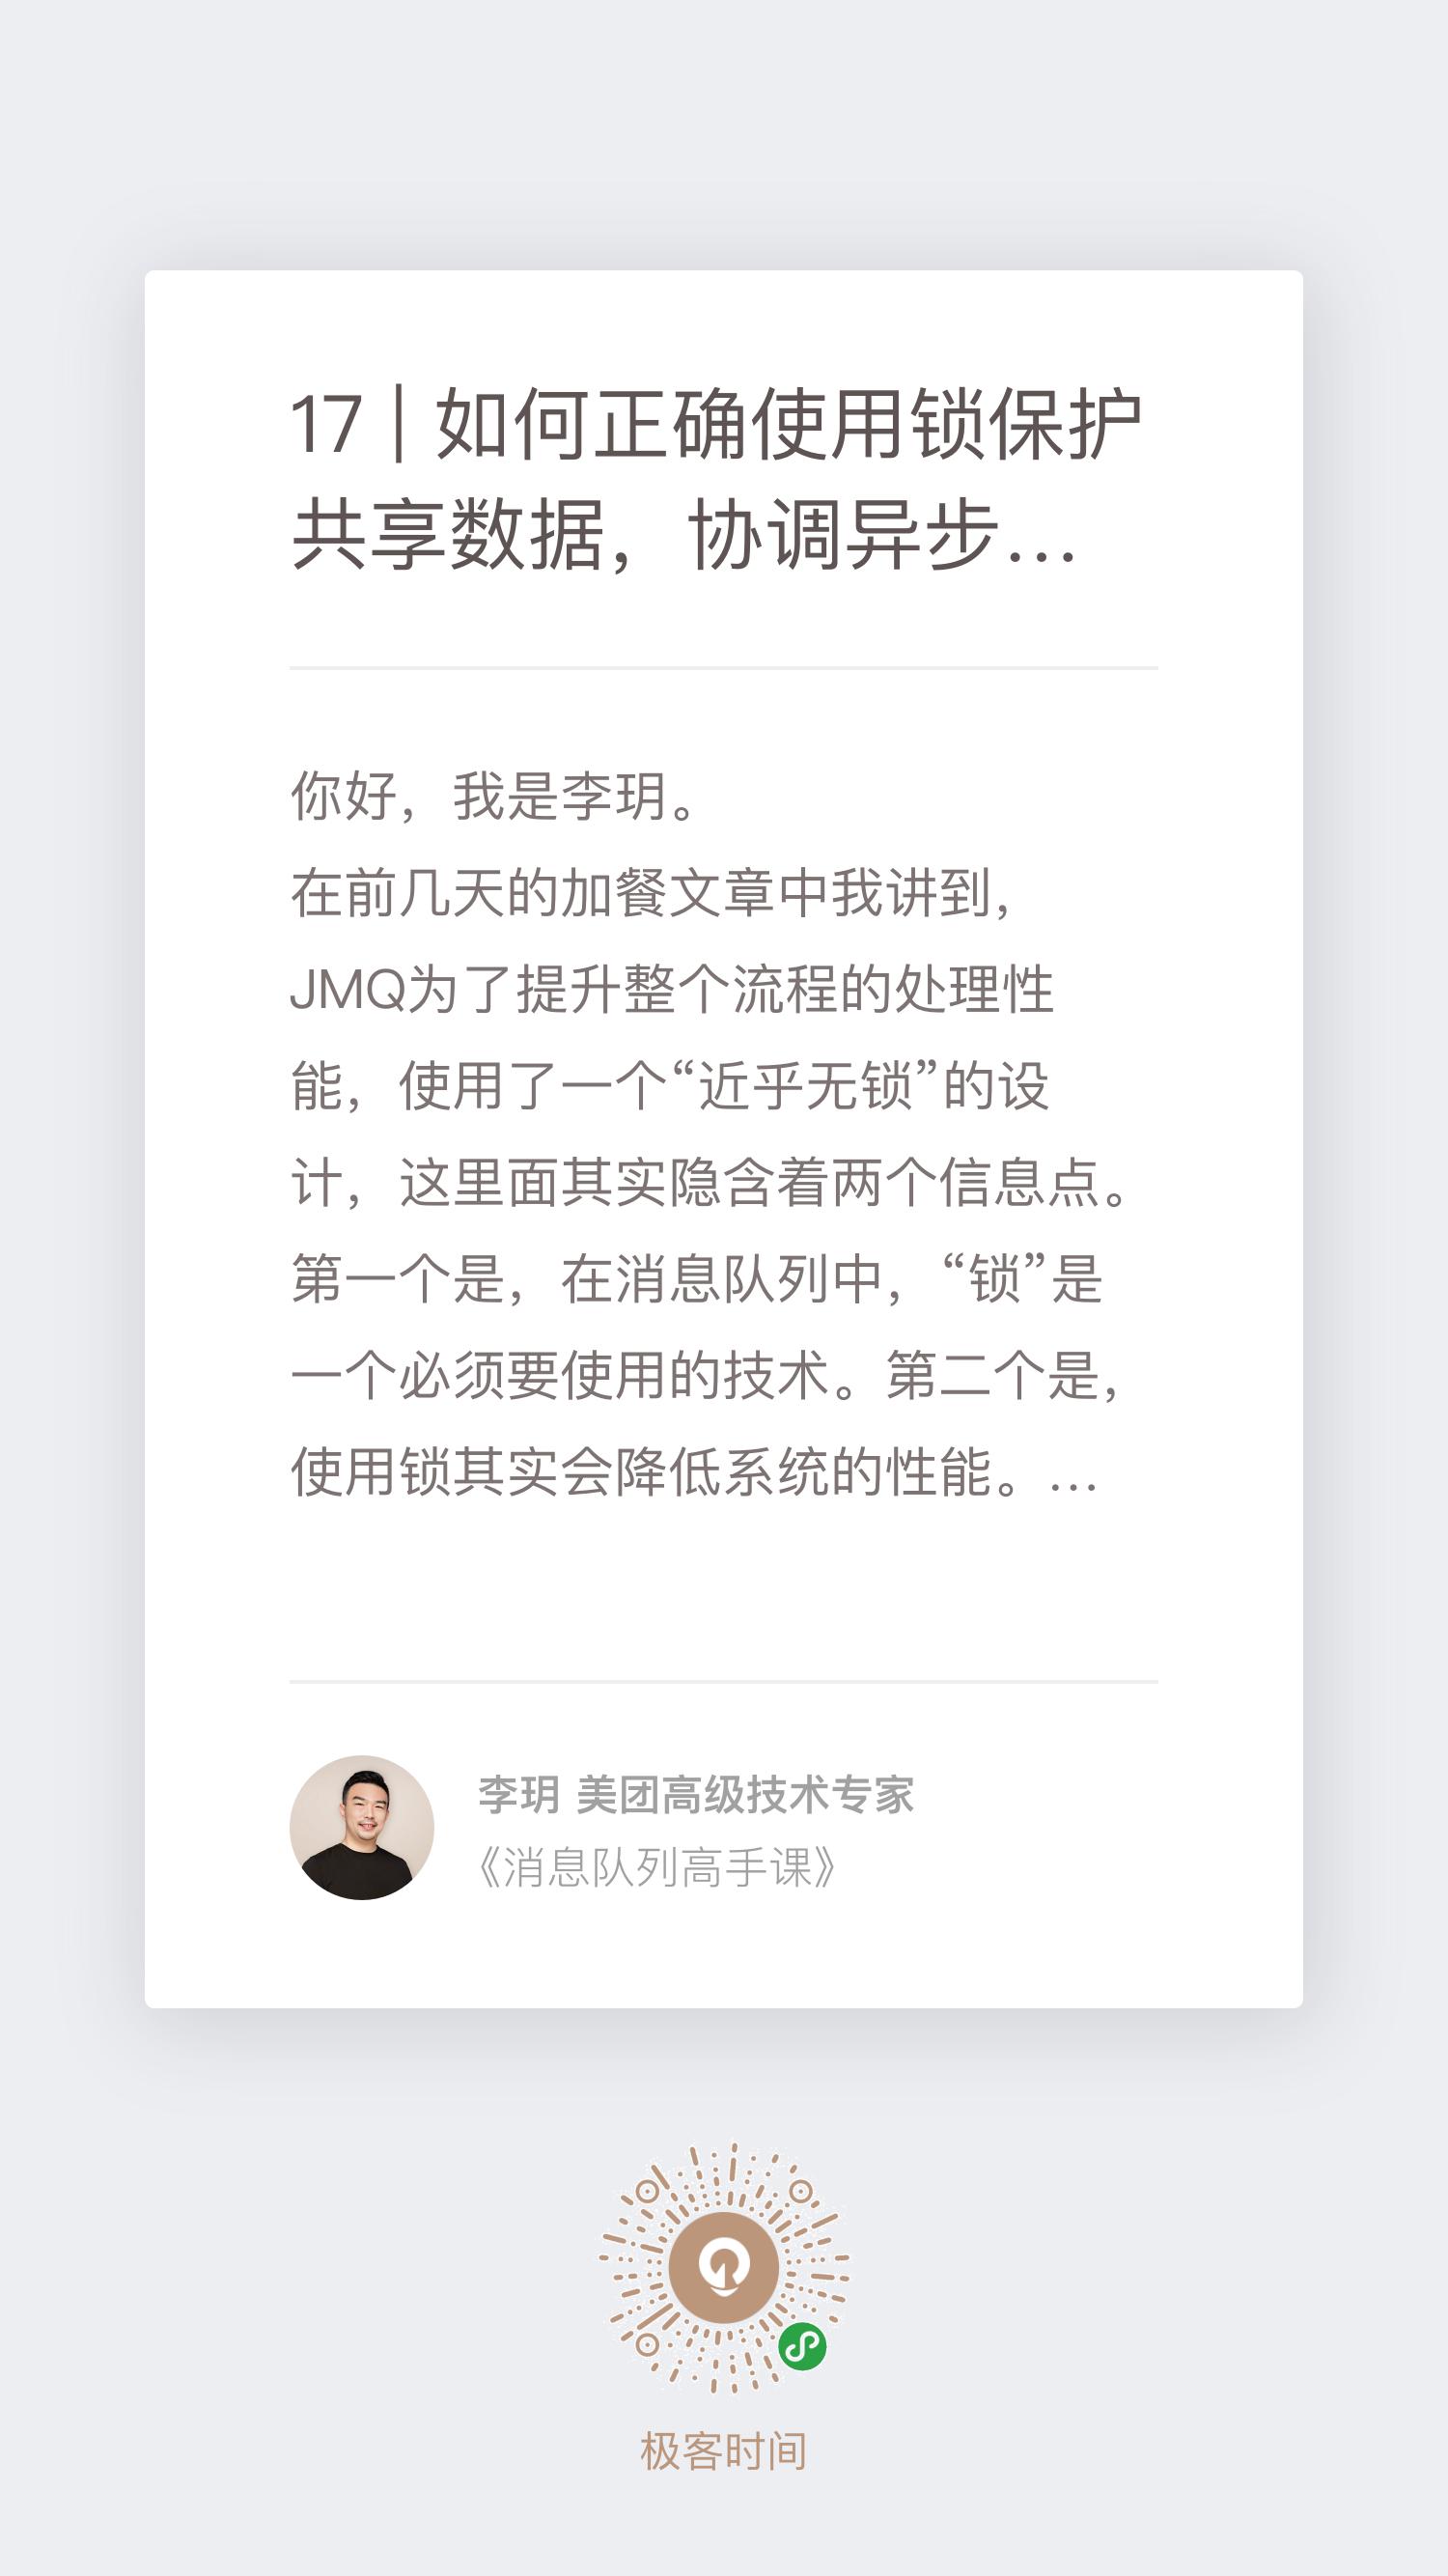 17 | 如何正确使用锁保护
共享数据，协调异步...
你好，我是李玥。
在前几天的加餐文章中我讲到，
JMQ为了提升整个流程的处理性
能，使用了一个“近乎无锁”的设
计，这里面其实隐含着两个信息点。
第一个是，在消息队列中，“锁”是
一个必须要使用的技术。第二个是，
使用锁其实会降低系统的性能。...
李玥 美团高级技术专家
《消息队列高手课》
极客时间